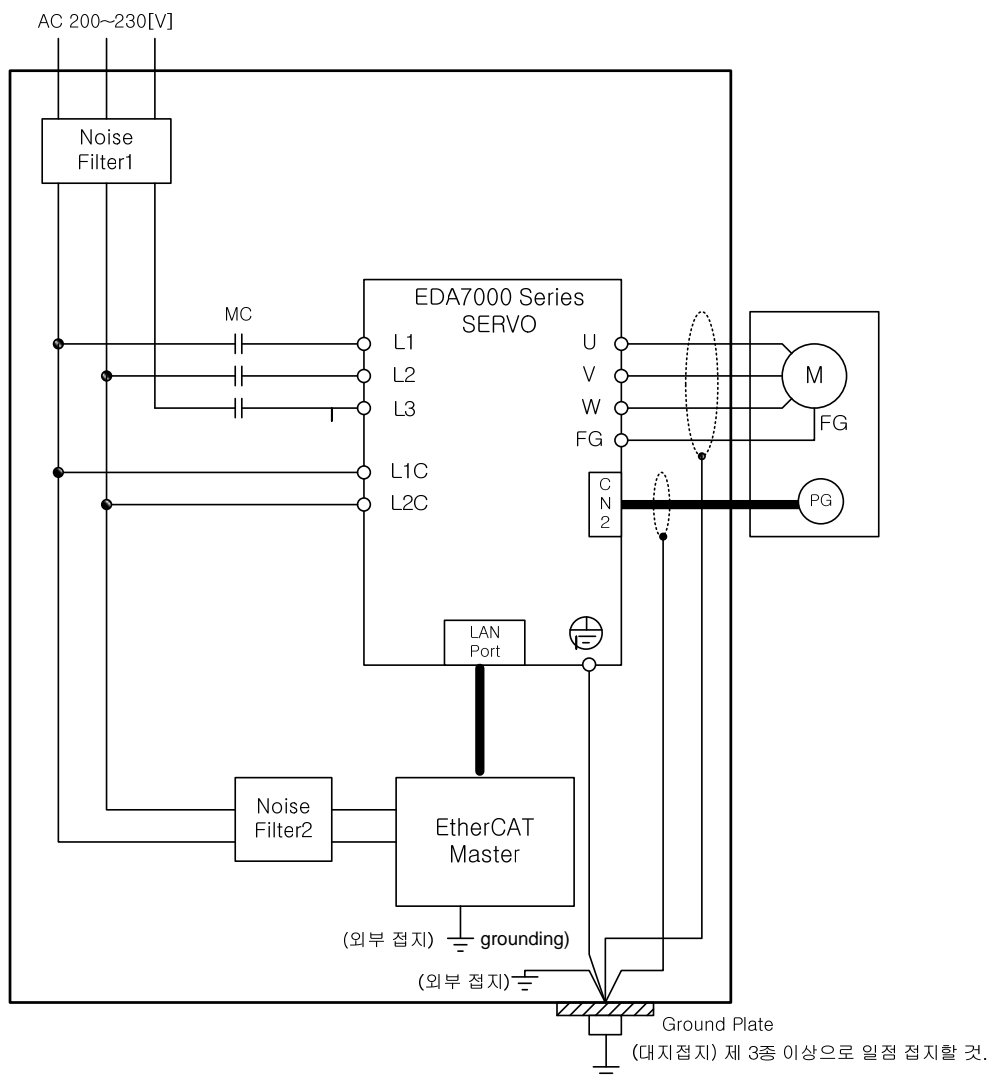 AC 200~230[V]
Noise
Filter1
MC
EDA7000 Series
SERVO
L1
L2
L3
L1C
L2C
U
V
W
FG
C
N
2
M
FG
PG
LAN
Port
Noise
Filter2
EtherCAT
Master
(외부 접지) grounding)
(외부 접지)
Ground Plate
(대지접지) 제 3종 이상으로 일점 접지할 것.